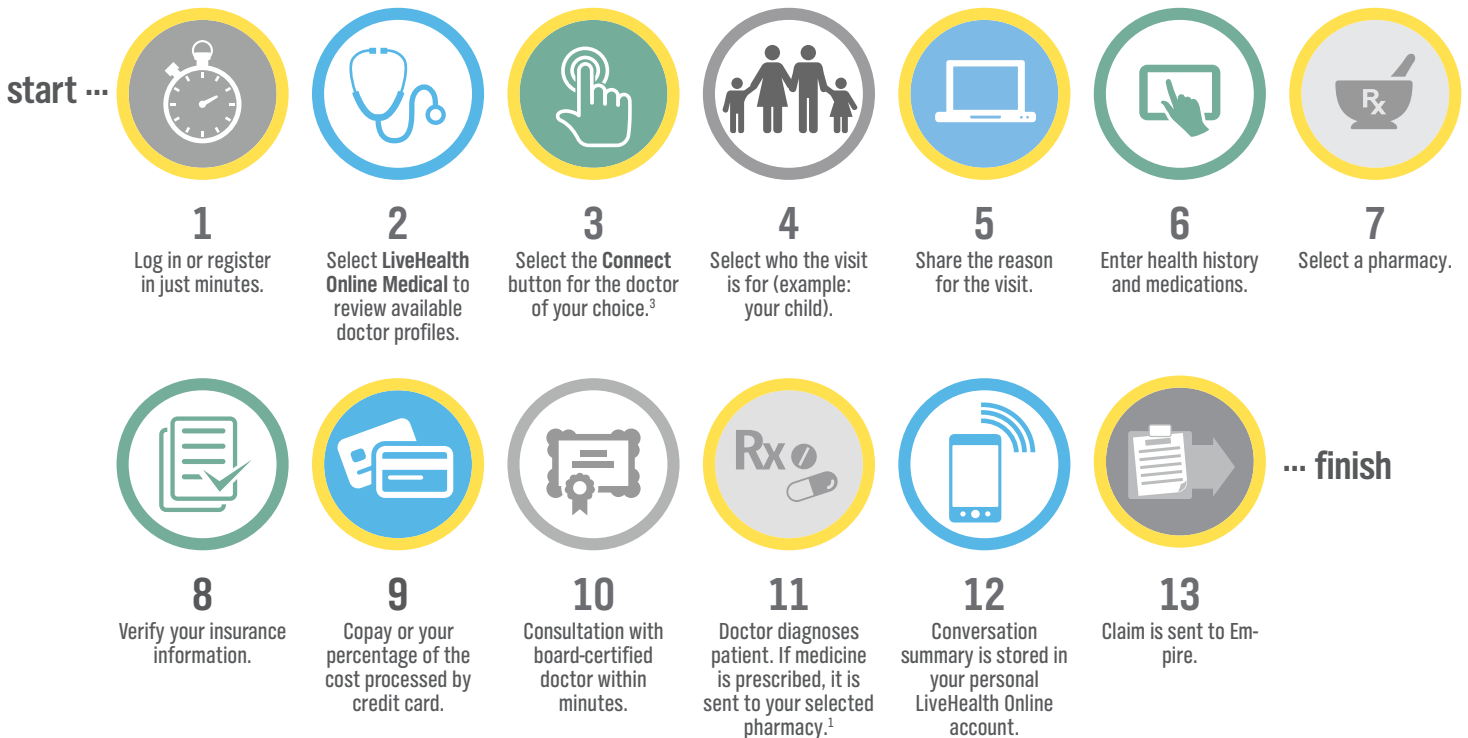 start ...
1
Log in or register
in just minutes.
2
Select LiveHealth
Online Medical to
review available
doctor profiles.
3
Select the Connect
button for the doctor
of your choice.3
4
Select who the visit
is for (example:
your child).
5
Share the reason
for the visit.
6
Enter health history
and medications.
Rx
7
Select a pharmacy.
8
Verify your insurance
information.
9
Copay or your
percentage of the
cost processed by
credit card.
10
Consultation with
board-certified
doctor within
minutes.
Rx
11
Doctor diagnoses
patient. If medicine
is prescribed, it is
sent to your selected
pharmacy.1
12
Conversation
summary is stored in
your personal
LiveHealth Online
account.
13
Claim is sent to Em-
pire.
... finish